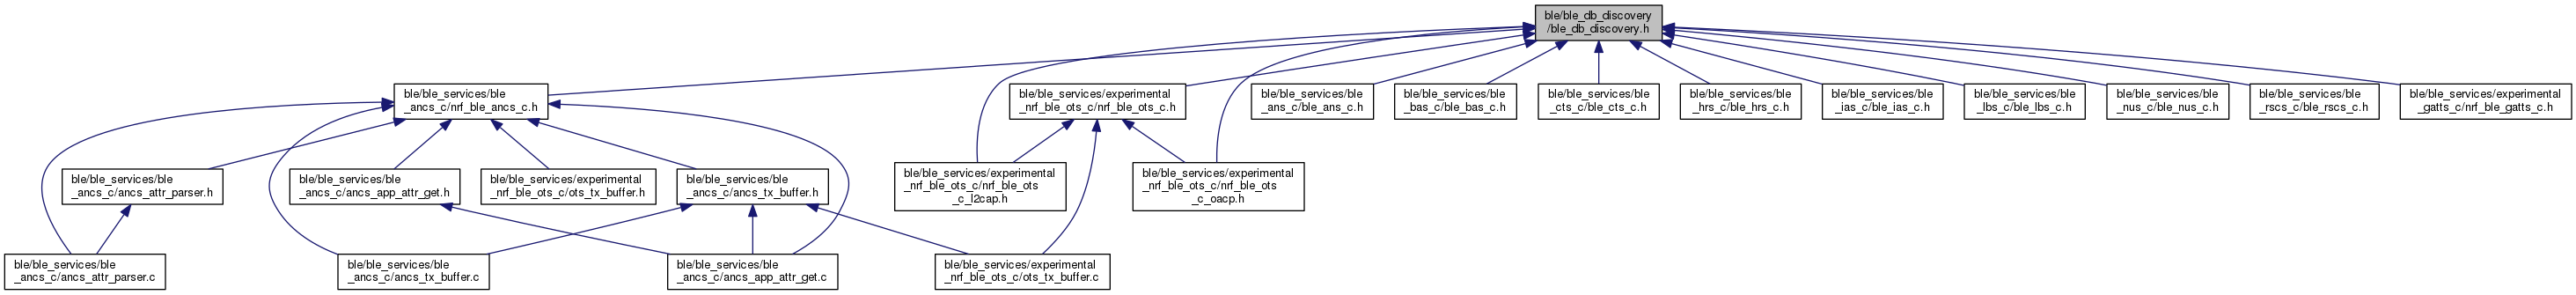 ble/ble_db_discovery
/ble_db_discovery.h
ble/ble_services/ble
_ancs_c/nrf_ble_ancs_c.h
ble/ble_services/experimental
_nrf_ble_ots_c/nrf_ble_ots_c.h
ble/ble_services/ble
_ans_c/ble_ans_c.h
ble/ble_services/ble
_bas_c/ble_bas_c.h
ble/ble_services/ble
_cts_c/ble_cts_c.h
ble/ble_services/ble
_hrs_c/ble_hrs_c.h
ble/ble_services/ble
_ias_c/ble_ias_c.h
ble/ble_services/ble
_lbs_c/ble_lbs_c.h
ble/ble_services/ble
_nus_c/ble_nus_c.h
ble/ble_services/ble
_rscs_c/ble_rscs_c.h
ble/ble_services/experimental
_gatts_c/nrf_ble_gatts_c.h
ble/ble_services/ble
_ancs_c/ancs_attr_parser.h
ble/ble_services/ble
_ancs_c/ancs_app_attr_get.h
ble/ble_services/experimental
_nrf_ble_ots_c/ots_tx_buffer.h
ble/ble_services/ble
_ancs_c/ancs_tx_buffer.h
ble/ble_services/experimental
_nrf_ble_ots_c/nrf_ble_ots
_c_l2cap.h
ble/ble_services/experimental
_nrf_ble_ots_c/nrf_ble_ots
_c_oacp.h
ble/ble_services/ble
_ancs_c/ancs_attr_parser.c
ble/ble_services/ble
_ancs_c/ancs_tx_buffer.c
ble/ble_services/ble
_ancs_c/ancs_app_attr_get.c
ble/ble_services/experimental
_nrf_ble_ots_c/ots_tx_buffer.c